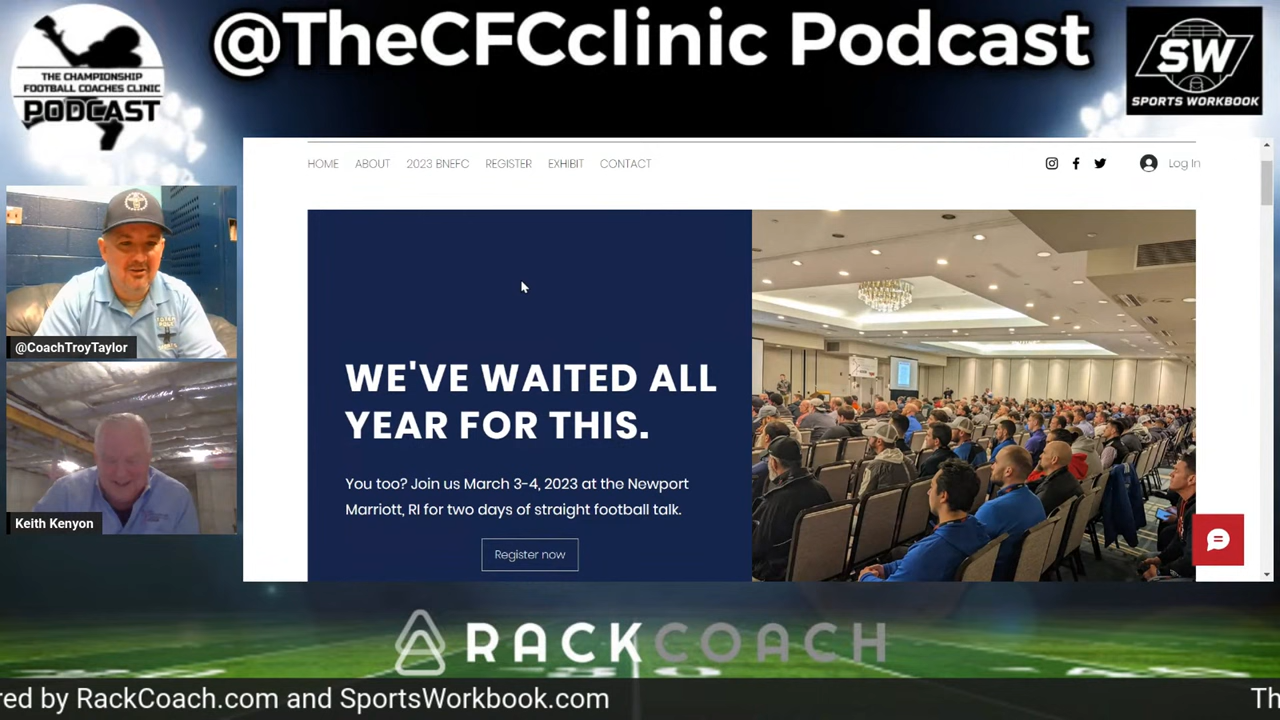 @TheCFCclinic Podcast
THE CHAMPIONSHIP
FOOTBALL COACHES CLINIC
PODCAST
SW
SPORTS WORKBOOK
HOME ABOUT 2023 BNEFC REGISTER EXHIBIT CONTACT
Log In
@CoachTroyTaylor
Keith Kenyon
WE'VE WAITED ALL
YEAR FOR THIS.
You too? Join us March 3-4, 2023 at the Newport
Marriott, RI for two days of straight football talk.
Register now
RACKCOACH
50
red by RackCoach.com and SportsWorkbook.com
Th